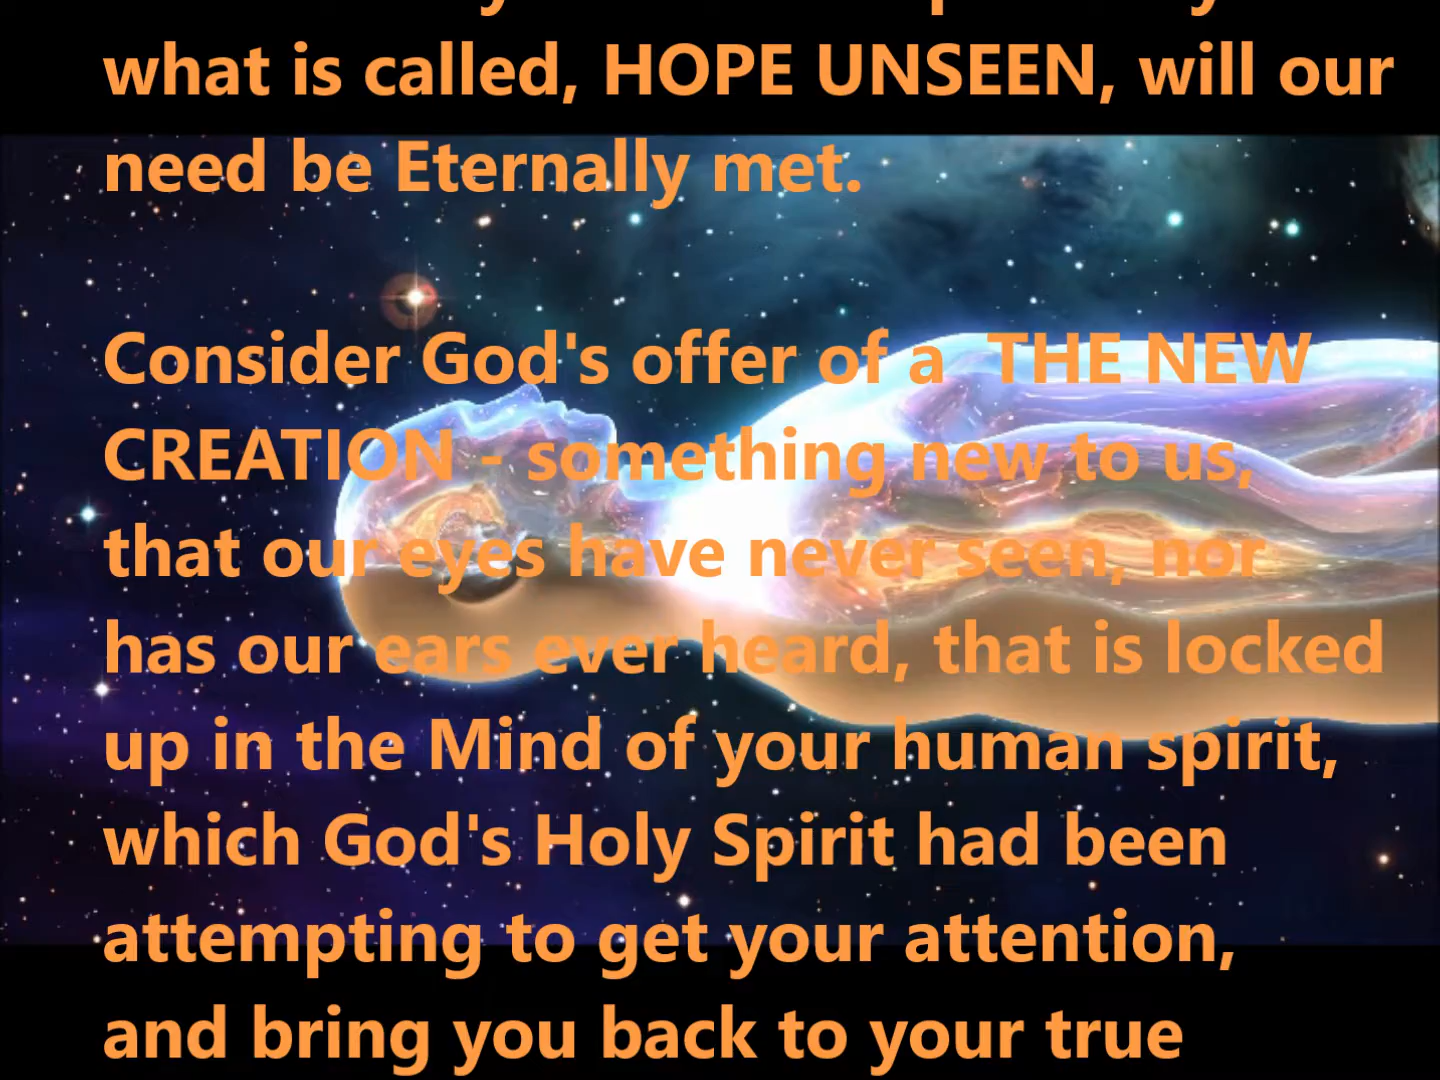 what is called, HOPE UNSEEN, will our
need be Eternally met.
Consider God's offer of a  THE NEW
CREATION - something new to us,
that our eyes have never seen, nor
has our ears ever heard, that is locked
up in the Mind of your human spirit,
which God's Holy Spirit had been
attempting to get your attention,
and bring you back to your true